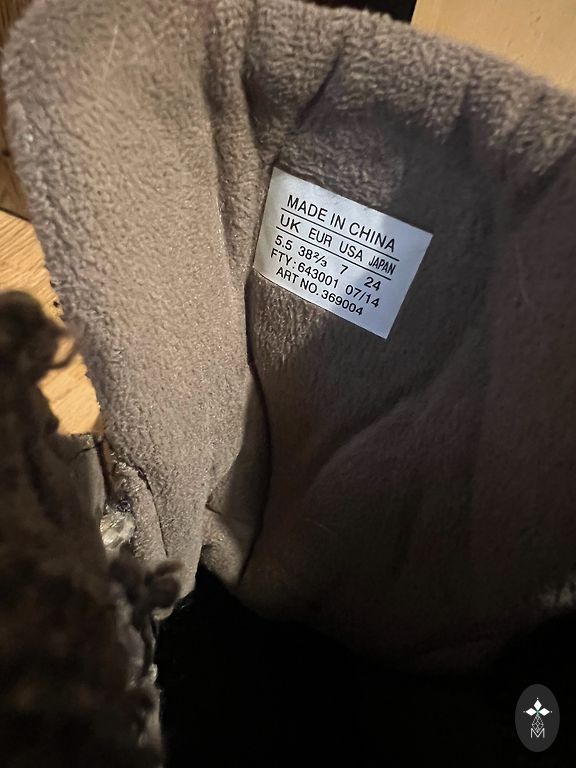 MADE IN CHINA
UK EUR USA JAPAN
5.5 38⅔ 7 24
FTY: 643001 07/14
ART NO. 369004
M